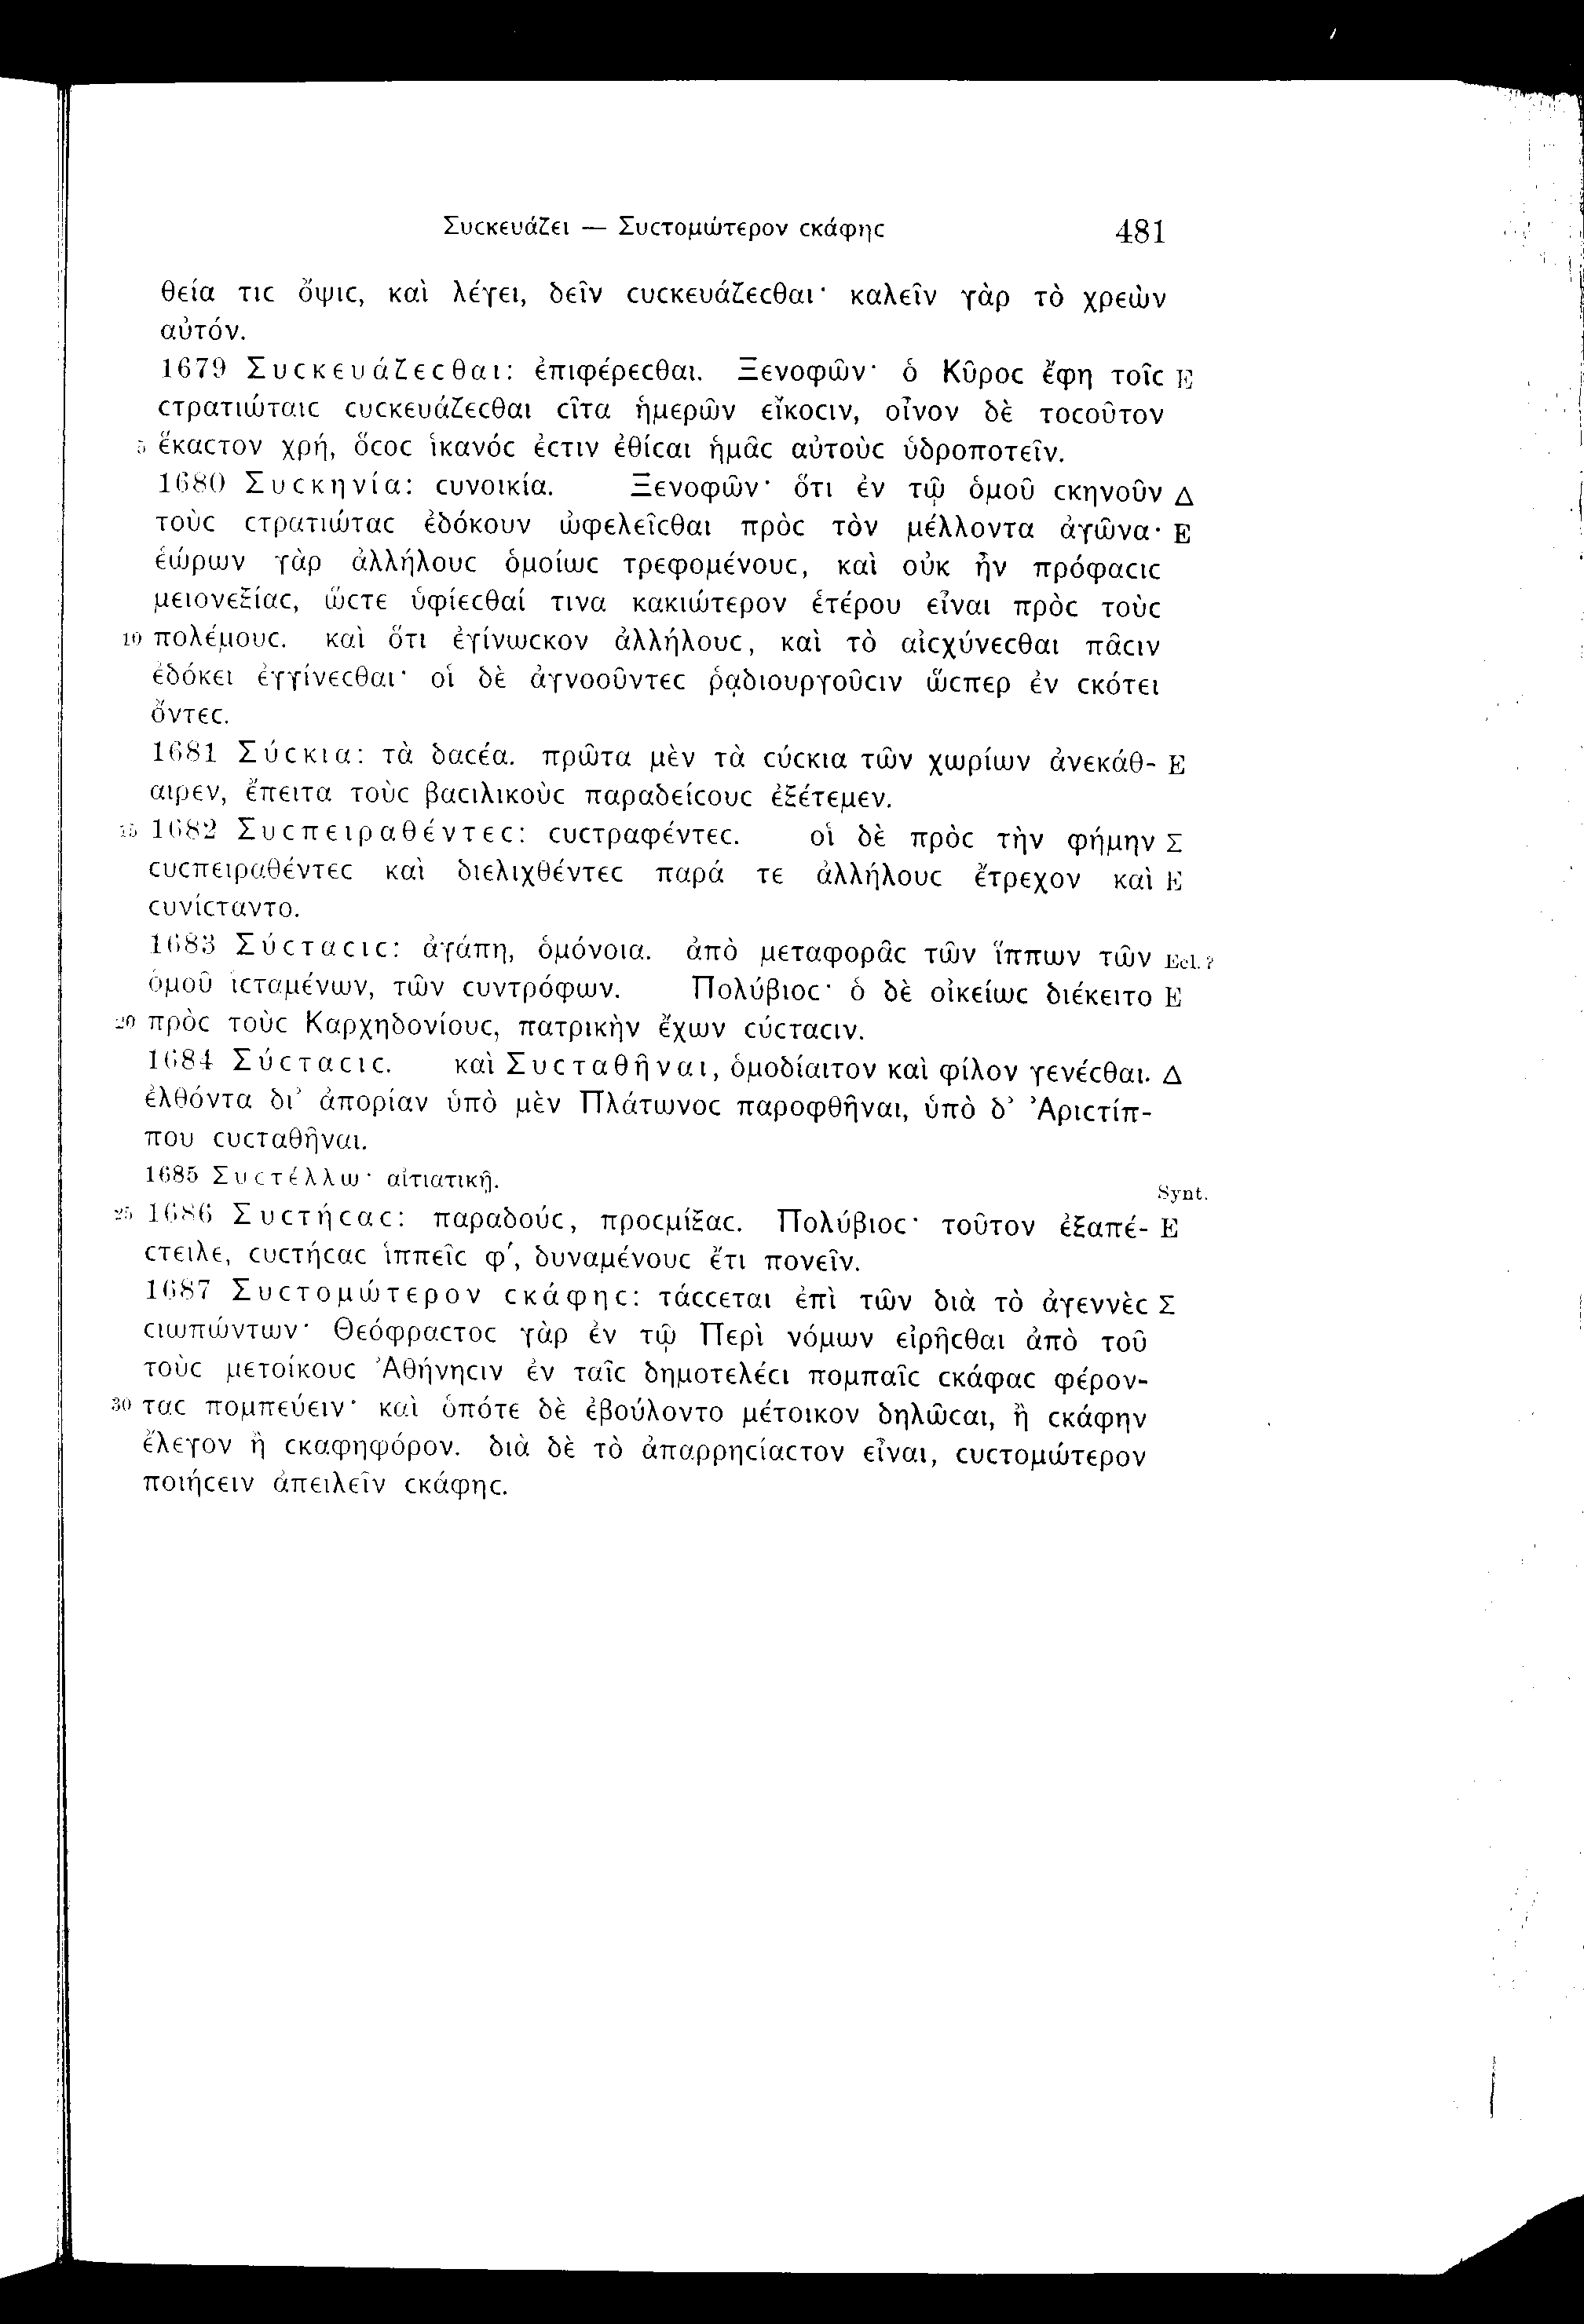 Συϲκευάζει — Συϲτομώτερον ϲκάφηϲ 481
θεία τιϲ ὄψιϲ, καὶ λέγει, δεῖν ϲυϲκευάζεϲθαι· καλεῖν γὰρ τὸ χρεὼν
αὐτόν.
1679 Συϲκευάζεϲθαι: ἐπιφέρεϲθαι. Ξενοφῶν· ὁ Κῦροϲ ἔφη τοῖϲ E
ϲτρατιώταιϲ ϲυϲκευάζεϲθαι ϲῖτα ἡμερῶν εἴκοϲιν, οἶνον δὲ τοϲοῦτον
5 ἕκαϲτον χρή, ὅϲοϲ ἱκανόϲ ἐϲτιν ἐθίϲαι ἡμᾶϲ αὐτοὺϲ ὑδροποτεῖν.
1680 Συϲκηνία: ϲυνοικία. Ξενοφῶν· ὅτι ἐν τῷ ὁμοῦ ϲκηνοῦν Δ
τοὺϲ ϲτρατιώταϲ ἐδόκουν ὠφελεῖϲθαι πρὸϲ τὸν μέλλοντα ἀγῶνα· E
ἑώρων γὰρ ἀλλήλουϲ ὁμοίωϲ τρεφομένουϲ, καὶ οὐκ ἦν πρόφαϲιϲ
μειονεξίαϲ, ὥϲτε ὑφίεϲθαί τινα κακιώτερον ἑτέρου εἶναι πρὸϲ τοὺϲ
10 πολέμουϲ. καὶ ὅτι ἐγίνωϲκον ἀλλήλουϲ, καὶ τὸ αἰϲχύνεϲθαι πᾶϲιν
ἐδόκει ἐγγίνεϲθαι· οἱ δὲ ἀγνοοῦντεϲ ῥᾳδιουργοῦϲιν ὥϲπερ ἐν ϲκότει
ὄντεϲ.
1681 Σύϲκια: τὰ δαϲέα. πρῶτα μὲν τὰ ϲύϲκια τῶν χωρίων ἀνεκάθ- E
αιρεν, ἔπειτα τοὺϲ βαϲιλικοὺϲ παραδείϲουϲ ἐξέτεμεν.
15 1682 Συϲπειραθέντεϲ: ϲυϲτραφέντεϲ. οἱ δὲ πρὸϲ τὴν φήμην Σ
ϲυϲπειραθέντεϲ καὶ διελιχθέντεϲ παρά τε ἀλλήλουϲ ἔτρεχον καὶ E
ϲυνίϲταντο.
1683 Σύϲταϲιϲ: ἀγάπη, ὁμόνοια. ἀπὸ μεταφορᾶϲ τῶν ἵππων τῶν Ecl.?
ὁμοῦ ἱϲταμένων, τῶν ϲυντρόφων. Πολύβιοϲ· ὁ δὲ οἰκείωϲ διέκειτο E
20 πρὸϲ τοὺϲ Καρχηδονίουϲ, πατρικὴν ἔχων ϲύϲταϲιν.
1684 Σύϲταϲιϲ. καὶ Συϲταθῆναι, ὁμοδίαιτον καὶ φίλον γενέϲθαι. Δ
ἐλθόντα δι’ ἀπορίαν ὑπὸ μὲν Πλάτωνοϲ παροφθῆναι, ὑπὸ δ’ Ἀριϲτίπ-
που ϲυϲταθῆναι.
1685 Συϲτέλλω· αἰτιατικῇ. Synt.
25 1686 Συϲτήϲαϲ: παραδούϲ, προϲμίξαϲ. Πολύβιοϲ· τοῦτον ἐξαπέ- E
ϲτειλε, ϲυϲτήϲαϲ ἱππεῖϲ φ′, δυναμένουϲ ἔτι πονεῖν.
1687 Συϲτομώτερον ϲκάφηϲ: τάϲϲεται ἐπὶ τῶν διὰ τὸ ἀγεννὲϲ Σ
ϲιωπώντων· Θεόφραϲτοϲ γὰρ ἐν τῷ Περὶ νόμων εἰρῆϲθαι ἀπὸ τοῦ
τοὺϲ μετοίκουϲ Ἀθήνηϲιν ἐν ταῖϲ δημοτελέϲι πομπαῖϲ ϲκάφαϲ φέρον-
30 ταϲ πομπεύειν· καὶ ὁπότε δὲ ἐβούλοντο μέτοικον δηλῶϲαι, ἢ ϲκάφην
ἔλεγον ἢ ϲκαφηφόρον. διὰ δὲ τὸ ἀπαρρηϲίαϲτον εἶναι, ϲυϲτομώτερον
ποιήϲειν ἀπειλεῖν ϲκάφηϲ.